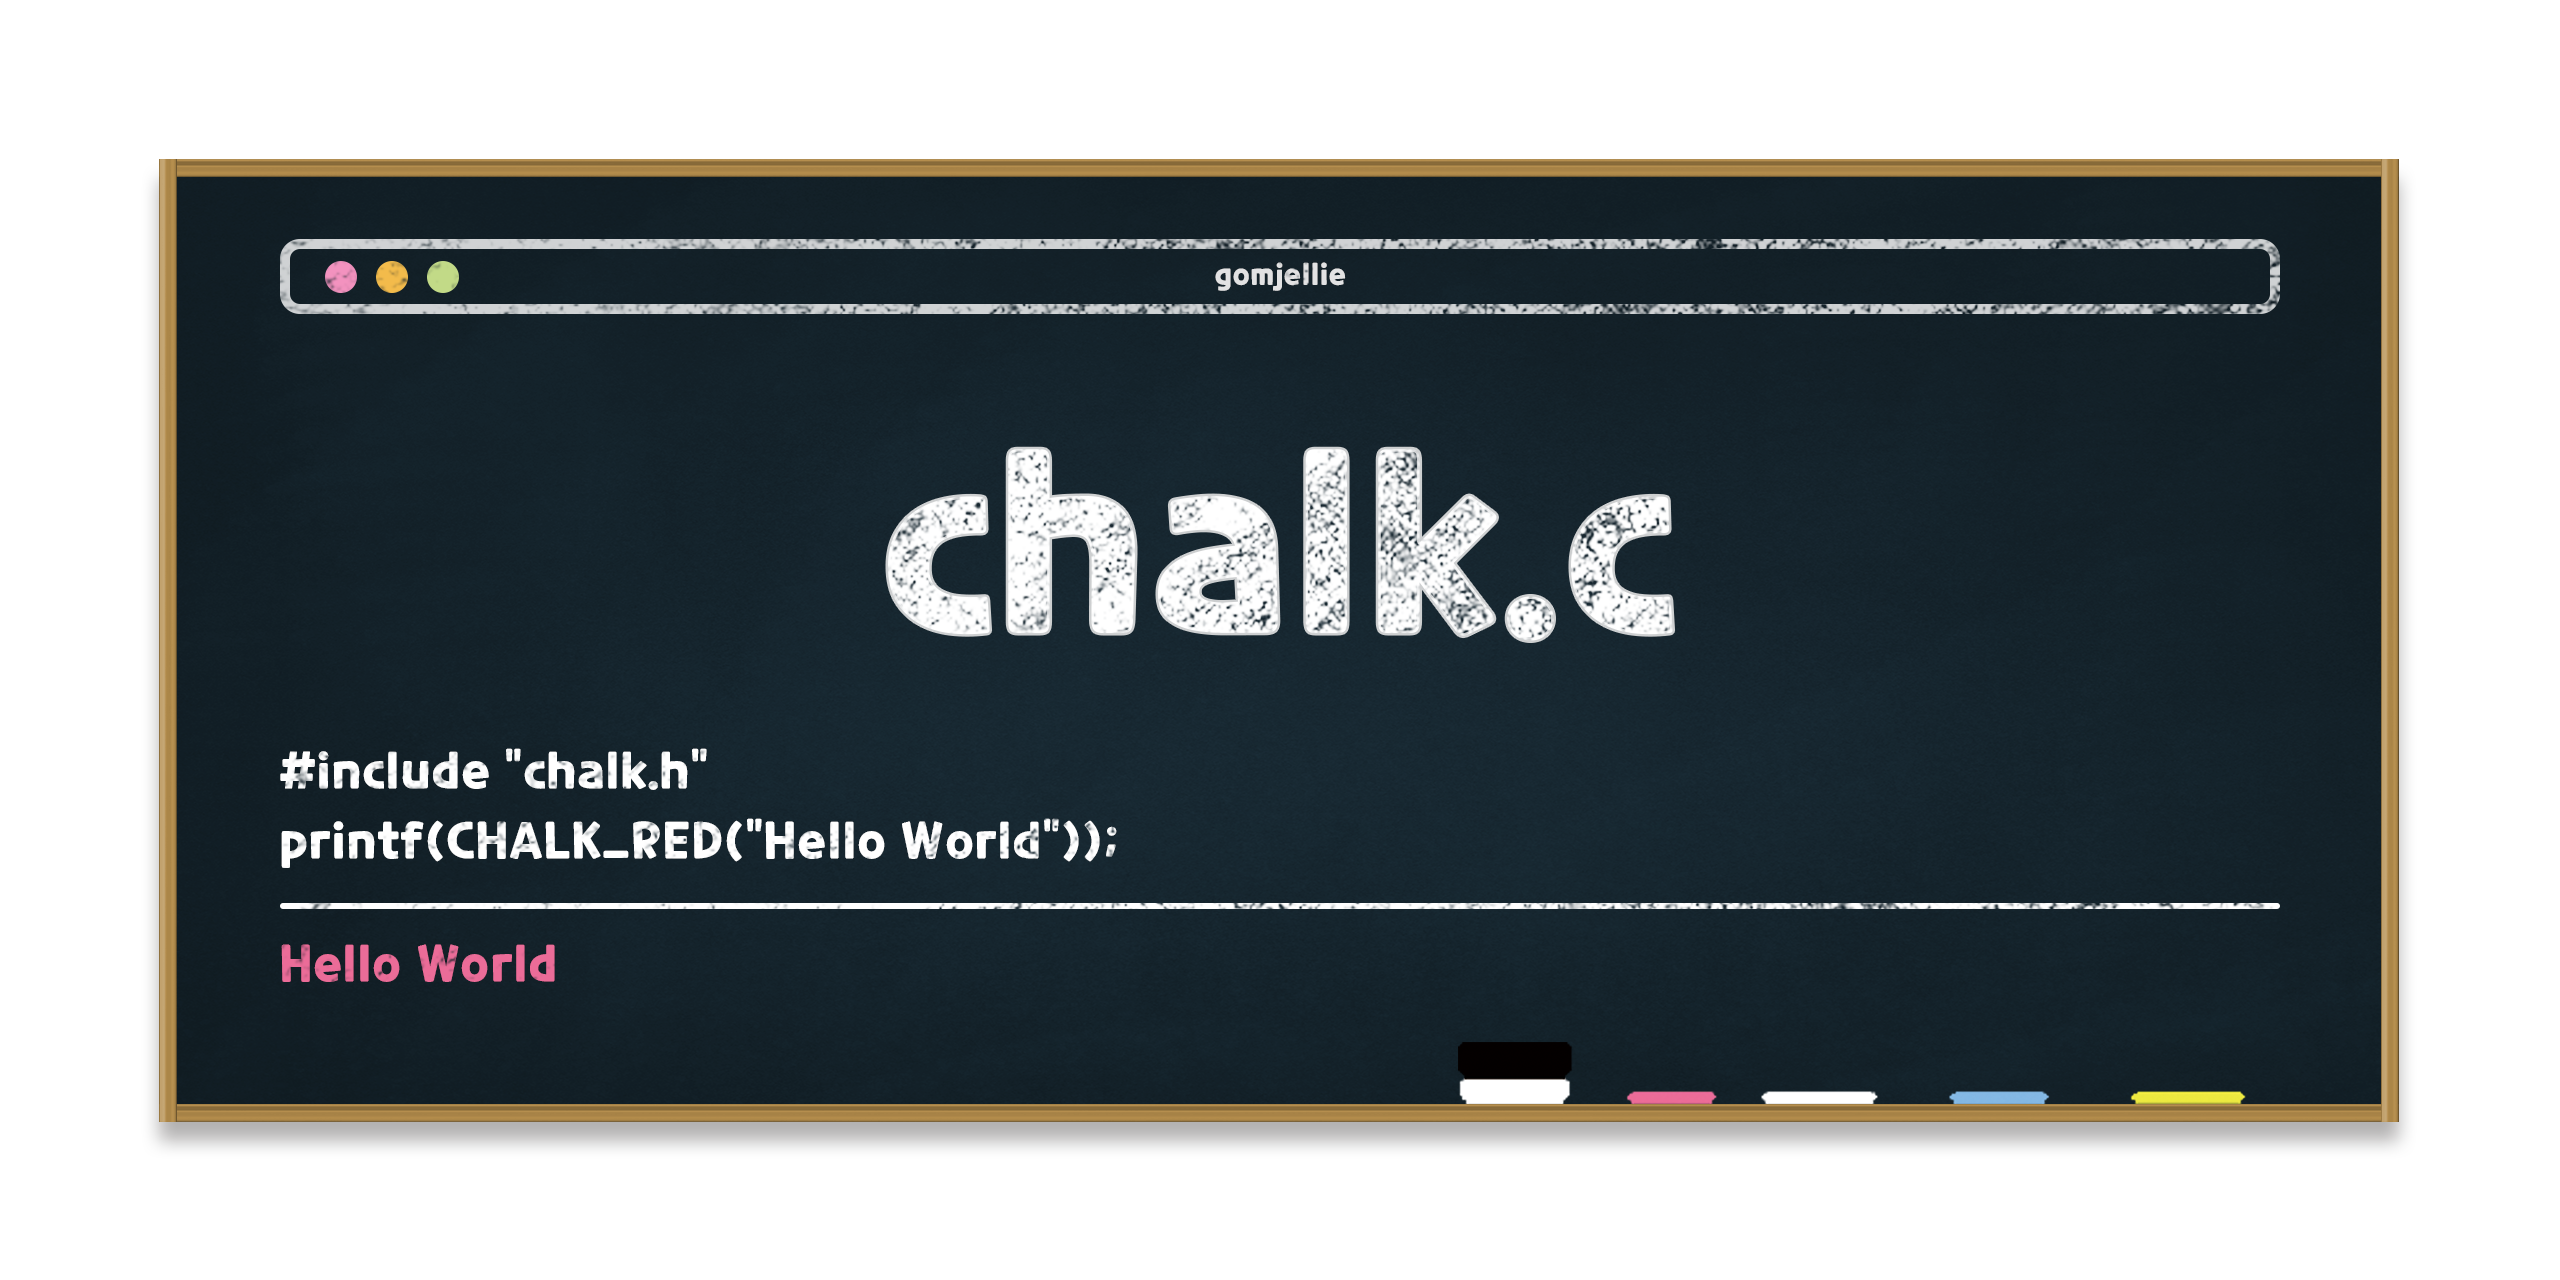 gomjellie
chalk.c
#include "chalk.h"
printf(CHALK_RED("Hello World"));
Hello World